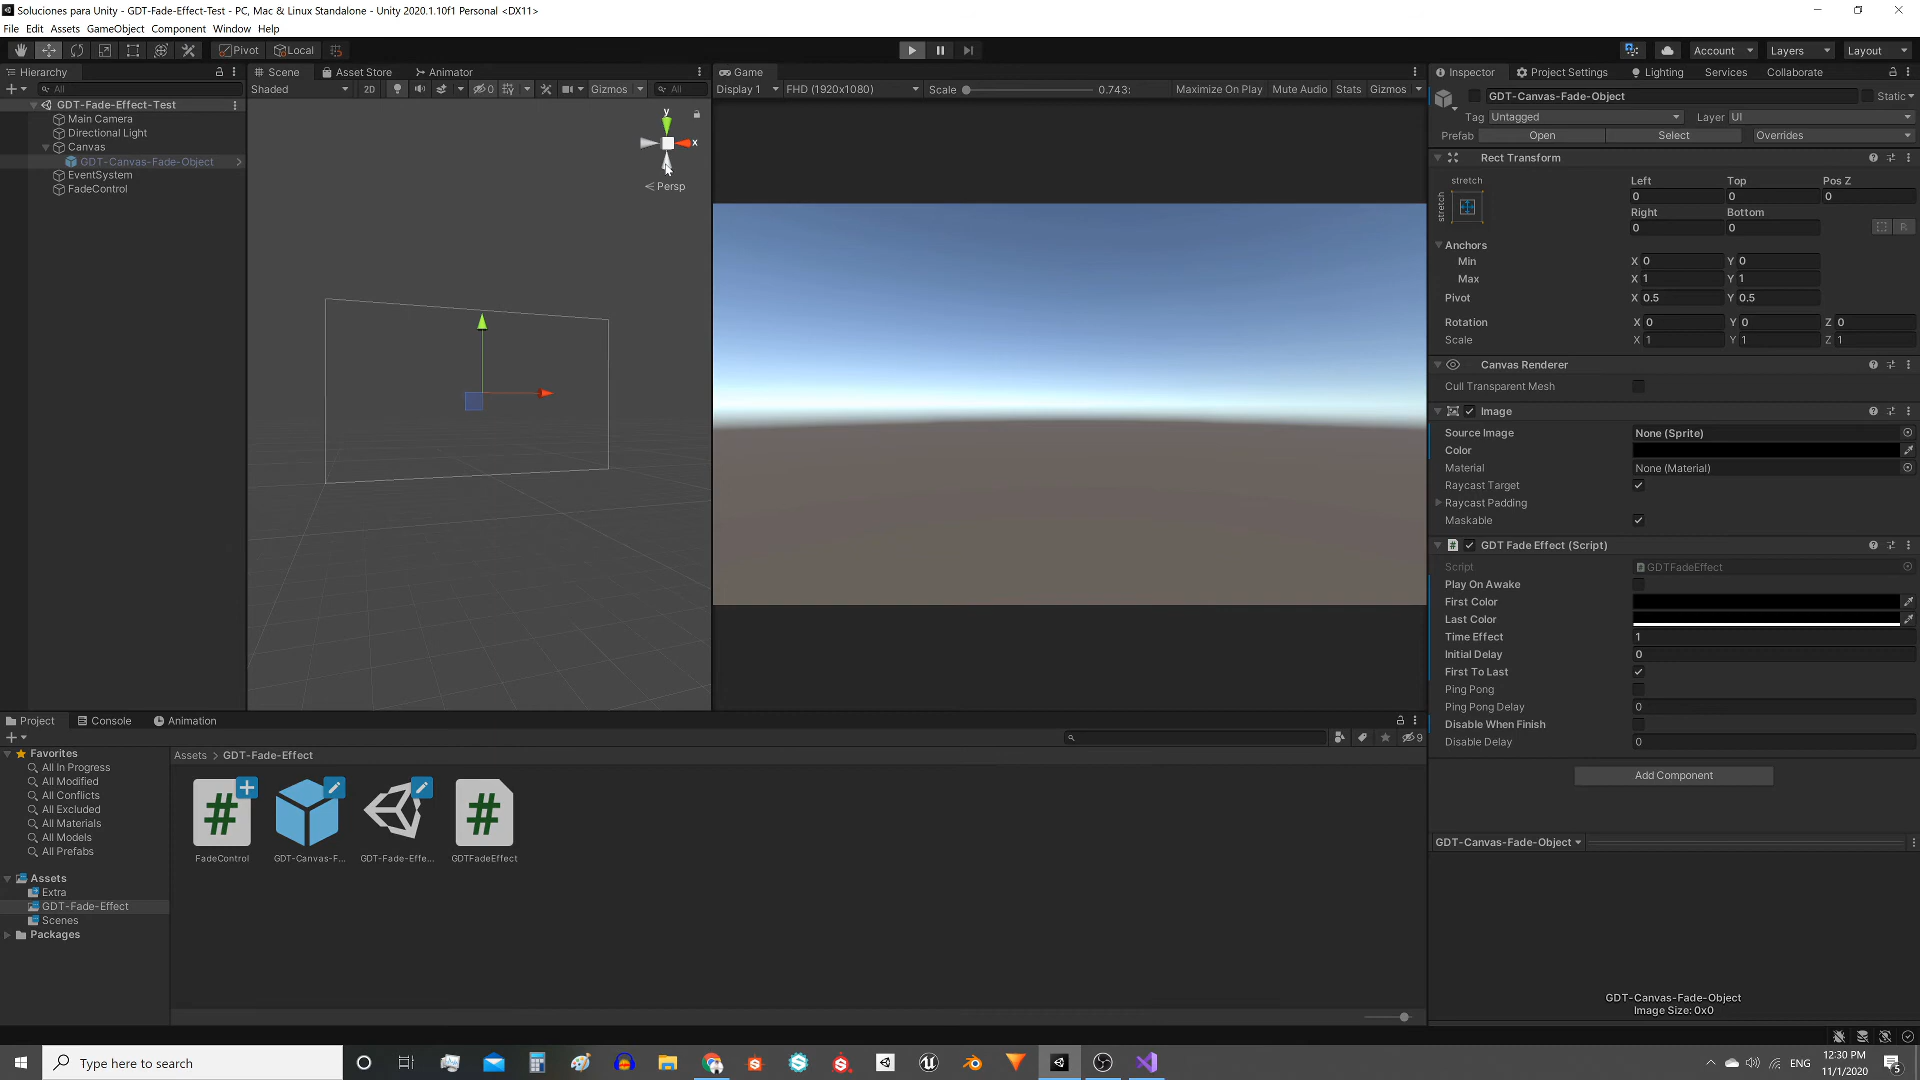 Soluciones para Unity - GDT-Fade-Effect-Test - PC, Mac & Linux Standalone - Unity 2020.1.10f1 Personal <DX11>
File Edit Assets GameObject Component Window Help
Pivot Local Account Layers Layout
Hierarchy
All
GDT-Fade-Effect-Test
Main Camera
Directional Light
Canvas
GDT-Canvas-Fade-Object
EventSystem
FadeControl
Scene Asset Store Animator
Shaded 2D 0 Gizmos All
y
x
Persp
Game
Display 1 FHD (1920x1080) Scale 0.743: Maximize On Play Mute Audio Stats Gizmos
Inspector Project Settings Lighting Services Collaborate
GDT-Canvas-Fade-Object Static
Tag Untagged Layer UI
Prefab Open Select Overrides
Rect Transform
stretch Left Top Pos Z
stretch 0 0 0
Right Bottom
0 0 R
Anchors
Min X 0 Y 0
Max X 1 Y 1
Pivot X 0.5 Y 0.5
Rotation X 0 Y 0 Z 0
Scale X 1 Y 1 Z 1
Canvas Renderer
Cull Transparent Mesh
Image
Source Image None (Sprite)
Color
Material None (Material)
Raycast Target
Raycast Padding
Maskable
# GDT Fade Effect (Script)
Script GDTFadeEffect
Play On Awake
First Color
Last Color
Time Effect 1
Initial Delay 0
First To Last
Ping Pong
Ping Pong Delay 0
Disable When Finish
Disable Delay 0
Add Component
GDT-Canvas-Fade-Object
GDT-Canvas-Fade-Object
Image Size: 0x0
Project Console Animation
9
Favorites
All In Progress
All Modified
All Conflicts
All Excluded
All Materials
All Models
All Prefabs
Assets
Extra
GDT-Fade-Effect
Scenes
Packages
Assets > GDT-Fade-Effect
# #
FadeControl GDT-Canvas-F... GDT-Fade-Effe... GDTFadeEffect
Type here to search
ENG
12:30 PM
11/1/2020
5